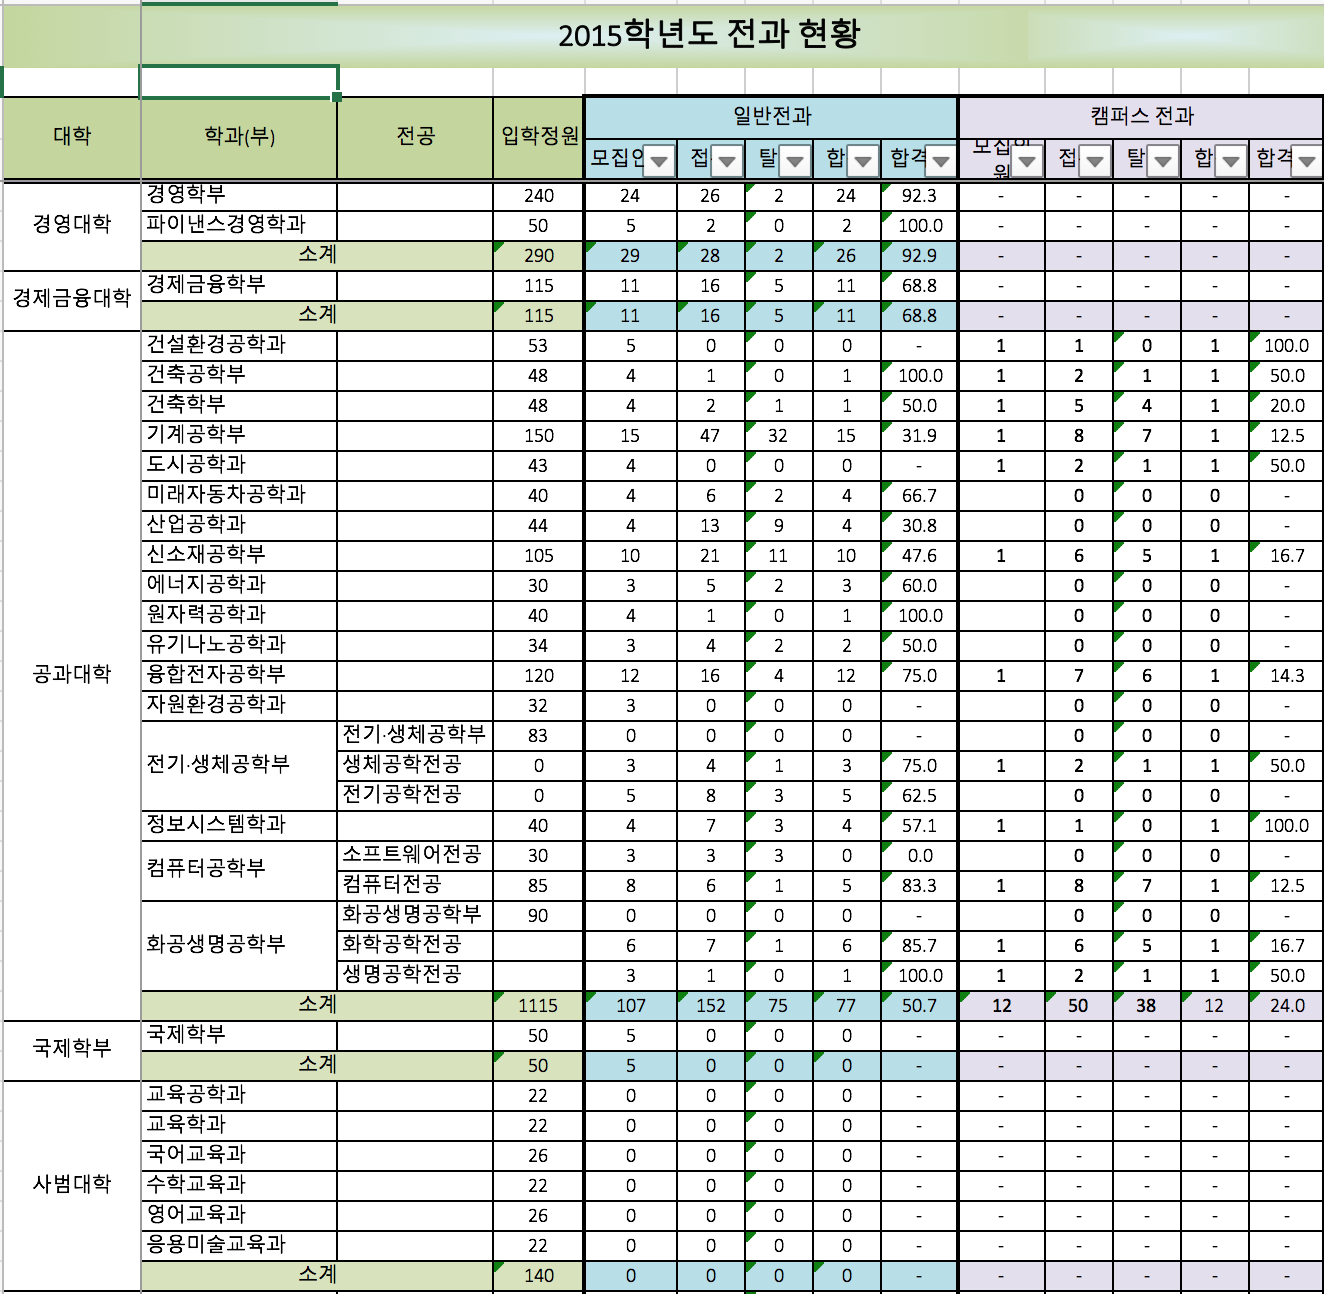 2015학년도 전과 현황
대학 학과(부) 전공 입학정원 일반전과 캠퍼스 전과
모집인 접 탈 합 합격 모집인원 접 탈 합 합격
경영대학 경영학부 240 24 26 2 24 92.3 - - - - -
파이낸스경영학과 50 5 2 0 2 100.0 - - - - -
소계 290 29 28 2 26 92.9 - - - - -
경제금융대학 경제금융학부 115 11 16 5 11 68.8 - - - - -
소계 115 11 16 5 11 68.8 - - - - -
공과대학 건설환경공학과 53 5 0 0 0 - 1 1 0 1 100.0
건축공학부 48 4 1 0 1 100.0 1 2 1 1 50.0
건축학부 48 4 2 1 1 50.0 1 5 4 1 20.0
기계공학부 150 15 47 32 15 31.9 1 8 7 1 12.5
도시공학과 43 4 0 0 0 - 1 2 1 1 50.0
미래자동차공학과 40 4 6 2 4 66.7 0 0 0 -
산업공학과 44 4 13 9 4 30.8 0 0 0 -
신소재공학부 105 10 21 11 10 47.6 1 6 5 1 16.7
에너지공학과 30 3 5 2 3 60.0 0 0 0 -
원자력공학과 40 4 1 0 1 100.0 0 0 0 -
유기나노공학과 34 3 4 2 2 50.0 0 0 0 -
융합전자공학부 120 12 16 4 12 75.0 1 7 6 1 14.3
자원환경공학과 32 3 0 0 0 - 0 0 0 -
전기·생체공학부 전기·생체공학부 83 0 0 0 0 - 0 0 0 -
생체공학전공 0 3 4 1 3 75.0 1 2 1 1 50.0
전기공학전공 0 5 8 3 5 62.5 0 0 0 -
정보시스템학과 40 4 7 3 4 57.1 1 1 0 1 100.0
컴퓨터공학부 소프트웨어전공 30 3 3 3 0 0.0 0 0 0 -
컴퓨터전공 85 8 6 1 5 83.3 1 8 7 1 12.5
화공생명공학부 화공생명공학부 90 0 0 0 0 - 0 0 0 -
화학공학전공 6 7 1 6 85.7 1 6 5 1 16.7
생명공학전공 3 1 0 1 100.0 1 2 1 1 50.0
소계 1115 107 152 75 77 50.7 12 50 38 12 24.0
국제학부 국제학부 50 5 0 0 0 - - - - - -
소계 50 5 0 0 0 - - - - - -
사범대학 교육공학과 22 0 0 0 0 - - - - - -
교육학과 22 0 0 0 0 - - - - - -
국어교육과 26 0 0 0 0 - - - - - -
수학교육과 22 0 0 0 0 - - - - - -
영어교육과 26 0 0 0 0 - - - - - -
응용미술교육과 22 0 0 0 0 - - - - - -
소계 140 0 0 0 0 - - - - - -